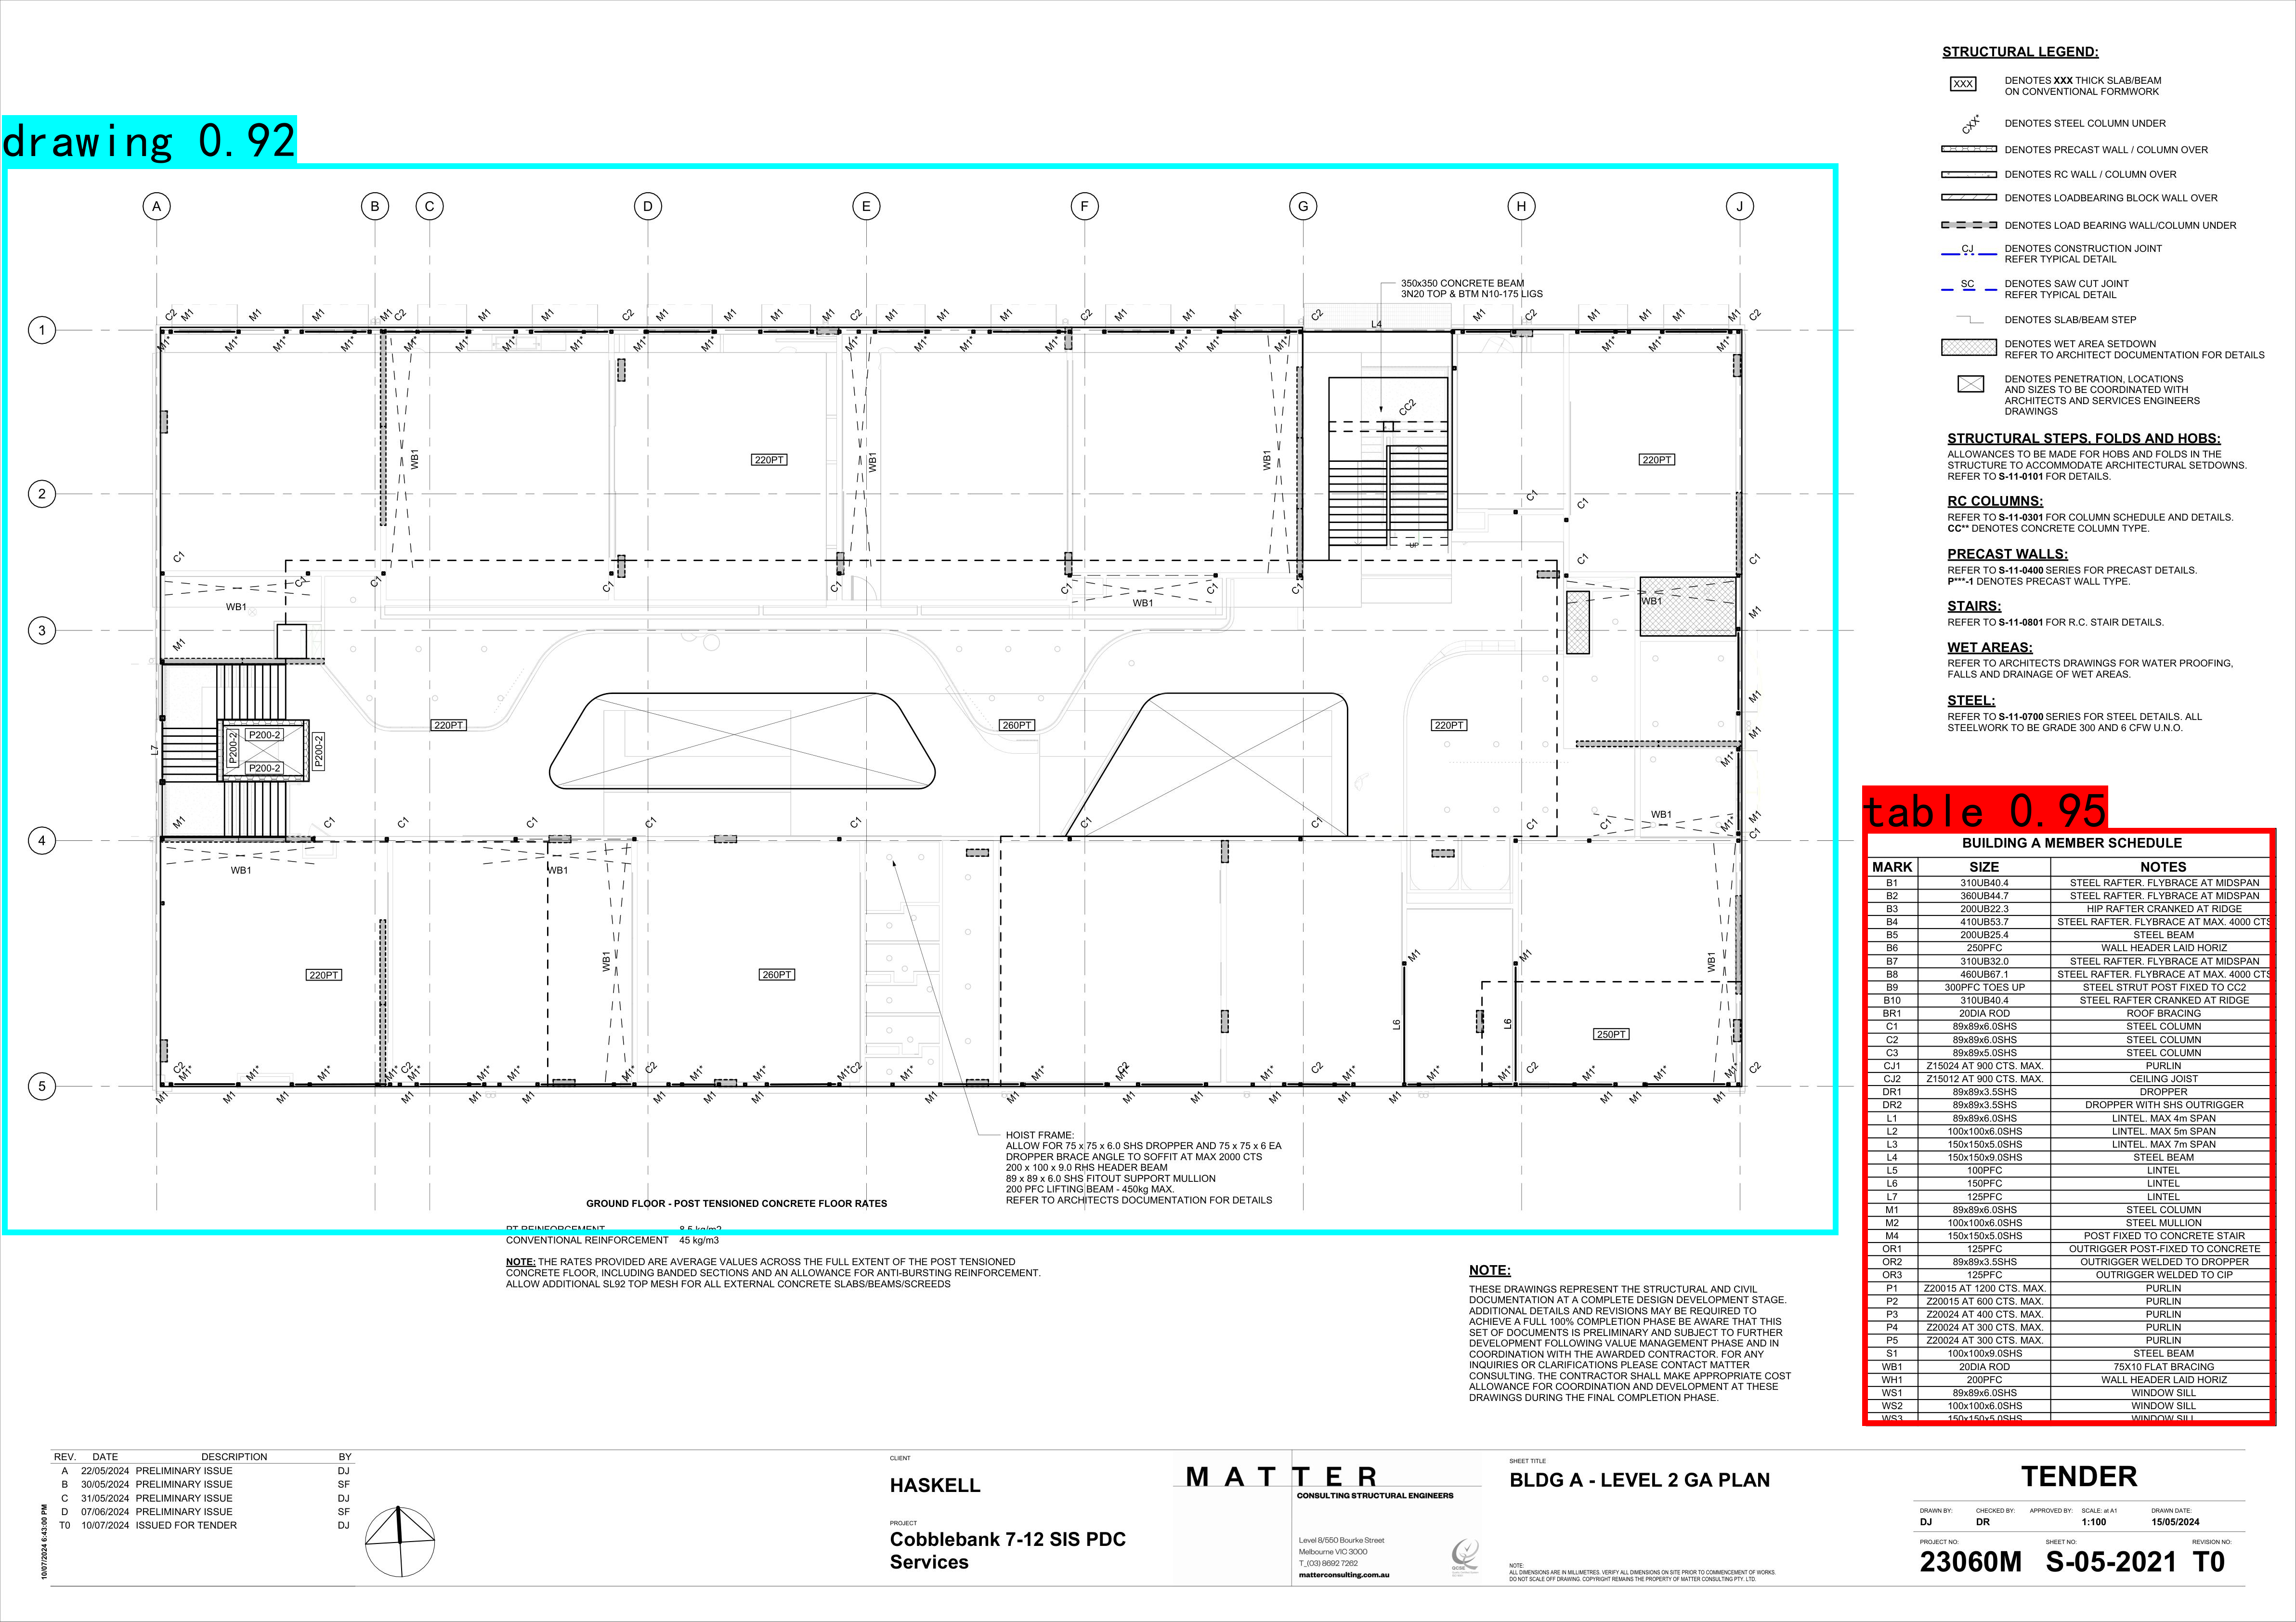 drawing 0.92
A
B
C
D
E
F
G
H
J
1
2
3
4
5
350x350 CONCRETE BEAM
3N20 TOP & BTM N10-175 LIGS
L4
CC2
UP
WB1
WB1
WB1
WB1
WB1
WB1
WB1
WB1
WB1
WB1
WB1
WB1
220PT
220PT
220PT
260PT
220PT
220PT
260PT
250PT
P200-2
P200-2
P200-2
P200-2
L7
L6
L6
HOIST FRAME:
ALLOW FOR 75 x 75 x 6.0 SHS DROPPER AND 75 x 75 x 6 EA
DROPPER BRACE ANGLE TO SOFFIT AT MAX 2000 CTS
200 x 100 x 9.0 RHS HEADER BEAM
89 x 89 x 6.0 SHS FITOUT SUPPORT MULLION
200 PFC LIFTING BEAM - 450kg MAX.
REFER TO ARCHITECTS DOCUMENTATION FOR DETAILS
GROUND FLOOR - POST TENSIONED CONCRETE FLOOR RATES
PT REINFORCEMENT 8.5 kg/m2
CONVENTIONAL REINFORCEMENT 45 kg/m3
NOTE: THE RATES PROVIDED ARE AVERAGE VALUES ACROSS THE FULL EXTENT OF THE POST TENSIONED
CONCRETE FLOOR, INCLUDING BANDED SECTIONS AND AN ALLOWANCE FOR ANTI-BURSTING REINFORCEMENT.
ALLOW ADDITIONAL SL92 TOP MESH FOR ALL EXTERNAL CONCRETE SLABS/BEAMS/SCREEDS
STRUCTURAL LEGEND:
XXX DENOTES XXX THICK SLAB/BEAM
ON CONVENTIONAL FORMWORK
CXX* DENOTES STEEL COLUMN UNDER
DENOTES PRECAST WALL / COLUMN OVER
DENOTES RC WALL / COLUMN OVER
DENOTES LOADBEARING BLOCK WALL OVER
DENOTES LOAD BEARING WALL/COLUMN UNDER
CJ DENOTES CONSTRUCTION JOINT
REFER TYPICAL DETAIL
SC DENOTES SAW CUT JOINT
REFER TYPICAL DETAIL
DENOTES SLAB/BEAM STEP
DENOTES WET AREA SETDOWN
REFER TO ARCHITECT DOCUMENTATION FOR DETAILS
DENOTES PENETRATION, LOCATIONS
AND SIZES TO BE COORDINATED WITH
ARCHITECTS AND SERVICES ENGINEERS
DRAWINGS
STRUCTURAL STEPS, FOLDS AND HOBS:
ALLOWANCES TO BE MADE FOR HOBS AND FOLDS IN THE
STRUCTURE TO ACCOMMODATE ARCHITECTURAL SETDOWNS.
REFER TO S-11-0101 FOR DETAILS.
RC COLUMNS:
REFER TO S-11-0301 FOR COLUMN SCHEDULE AND DETAILS.
CC** DENOTES CONCRETE COLUMN TYPE.
PRECAST WALLS:
REFER TO S-11-0400 SERIES FOR PRECAST DETAILS.
P***-1 DENOTES PRECAST WALL TYPE.
STAIRS:
REFER TO S-11-0801 FOR R.C. STAIR DETAILS.
WET AREAS:
REFER TO ARCHITECTS DRAWINGS FOR WATER PROOFING,
FALLS AND DRAINAGE OF WET AREAS.
STEEL:
REFER TO S-11-0700 SERIES FOR STEEL DETAILS. ALL
STEELWORK TO BE GRADE 300 AND 6 CFW U.N.O.
table 0.95
BUILDING A MEMBER SCHEDULE
MARK SIZE NOTES
B1 310UB40.4 STEEL RAFTER. FLYBRACE AT MIDSPAN
B2 360UB44.7 STEEL RAFTER. FLYBRACE AT MIDSPAN
B3 200UB22.3 HIP RAFTER CRANKED AT RIDGE
B4 410UB53.7 STEEL RAFTER. FLYBRACE AT MAX. 4000 CTS
B5 200UB25.4 STEEL BEAM
B6 250PFC WALL HEADER LAID HORIZ
B7 310UB32.0 STEEL RAFTER. FLYBRACE AT MIDSPAN
B8 460UB67.1 STEEL RAFTER. FLYBRACE AT MAX. 4000 CTS
B9 300PFC TOES UP STEEL STRUT POST FIXED TO CC2
B10 310UB40.4 STEEL RAFTER CRANKED AT RIDGE
BR1 20DIA ROD ROOF BRACING
C1 89x89x6.0SHS STEEL COLUMN
C2 89x89x6.0SHS STEEL COLUMN
C3 89x89x5.0SHS STEEL COLUMN
CJ1 Z15024 AT 900 CTS. MAX. PURLIN
CJ2 Z15012 AT 900 CTS. MAX. CEILING JOIST
DR1 89x89x3.5SHS DROPPER
DR2 89x89x3.5SHS DROPPER WITH SHS OUTRIGGER
L1 89x89x6.0SHS LINTEL. MAX 4m SPAN
L2 100x100x6.0SHS LINTEL. MAX 5m SPAN
L3 150x150x5.0SHS LINTEL. MAX 7m SPAN
L4 150x150x9.0SHS STEEL BEAM
L5 100PFC LINTEL
L6 150PFC LINTEL
L7 125PFC LINTEL
M1 89x89x6.0SHS STEEL COLUMN
M2 100x100x6.0SHS STEEL MULLION
M4 150x150x5.0SHS POST FIXED TO CONCRETE STAIR
OR1 125PFC OUTRIGGER POST-FIXED TO CONCRETE
OR2 89x89x3.5SHS OUTRIGGER WELDED TO DROPPER
OR3 125PFC OUTRIGGER WELDED TO CIP
P1 Z20015 AT 1200 CTS. MAX. PURLIN
P2 Z20015 AT 600 CTS. MAX. PURLIN
P3 Z20024 AT 400 CTS. MAX. PURLIN
P4 Z20024 AT 300 CTS. MAX. PURLIN
P5 Z20024 AT 300 CTS. MAX. PURLIN
S1 100x100x9.0SHS STEEL BEAM
WB1 20DIA ROD 75X10 FLAT BRACING
WH1 200PFC WALL HEADER LAID HORIZ
WS1 89x89x6.0SHS WINDOW SILL
WS2 100x100x6.0SHS WINDOW SILL
WS3 150x150x5.0SHS WINDOW SILL
NOTE:
THESE DRAWINGS REPRESENT THE STRUCTURAL AND CIVIL
DOCUMENTATION AT A COMPLETE DESIGN DEVELOPMENT STAGE.
ADDITIONAL DETAILS AND REVISIONS MAY BE REQUIRED TO
ACHIEVE A FULL 100% COMPLETION PHASE BE AWARE THAT THIS
SET OF DOCUMENTS IS PRELIMINARY AND SUBJECT TO FURTHER
DEVELOPMENT FOLLOWING VALUE MANAGEMENT PHASE AND IN
COORDINATION WITH THE AWARDED CONTRACTOR. FOR ANY
INQUIRIES OR CLARIFICATIONS PLEASE CONTACT MATTER
CONSULTING. THE CONTRACTOR SHALL MAKE APPROPRIATE COST
ALLOWANCE FOR COORDINATION AND DEVELOPMENT AT THESE
DRAWINGS DURING THE FINAL COMPLETION PHASE.
REV. DATE DESCRIPTION BY
A 22/05/2024 PRELIMINARY ISSUE DJ
B 30/05/2024 PRELIMINARY ISSUE SF
C 31/05/2024 PRELIMINARY ISSUE DJ
D 07/06/2024 PRELIMINARY ISSUE SF
T0 10/07/2024 ISSUED FOR TENDER DJ
10/07/2024 6:43:00 PM
CLIENT
HASKELL
PROJECT
Cobblebank 7-12 SIS PDC
Services
MATTER
CONSULTING STRUCTURAL ENGINEERS
Level 8/550 Bourke Street
Melbourne VIC 3000
T_(03) 8692 7262
matterconsulting.com.au
SHEET TITLE
BLDG A - LEVEL 2 GA PLAN
NOTE:
ALL DIMENSIONS ARE IN MILLIMETRES. VERIFY ALL DIMENSIONS ON SITE PRIOR TO COMMENCEMENT OF WORKS.
DO NOT SCALE OFF DRAWING. COPYRIGHT REMAINS THE PROPERTY OF MATTER CONSULTING PTY. LTD.
TENDER
DRAWN BY: CHECKED BY: APPROVED BY: SCALE: at A1 DRAWN DATE:
DJ DR 1:100 15/05/2024
PROJECT NO: SHEET NO: REVISION NO:
23060M S-05-2021 T0